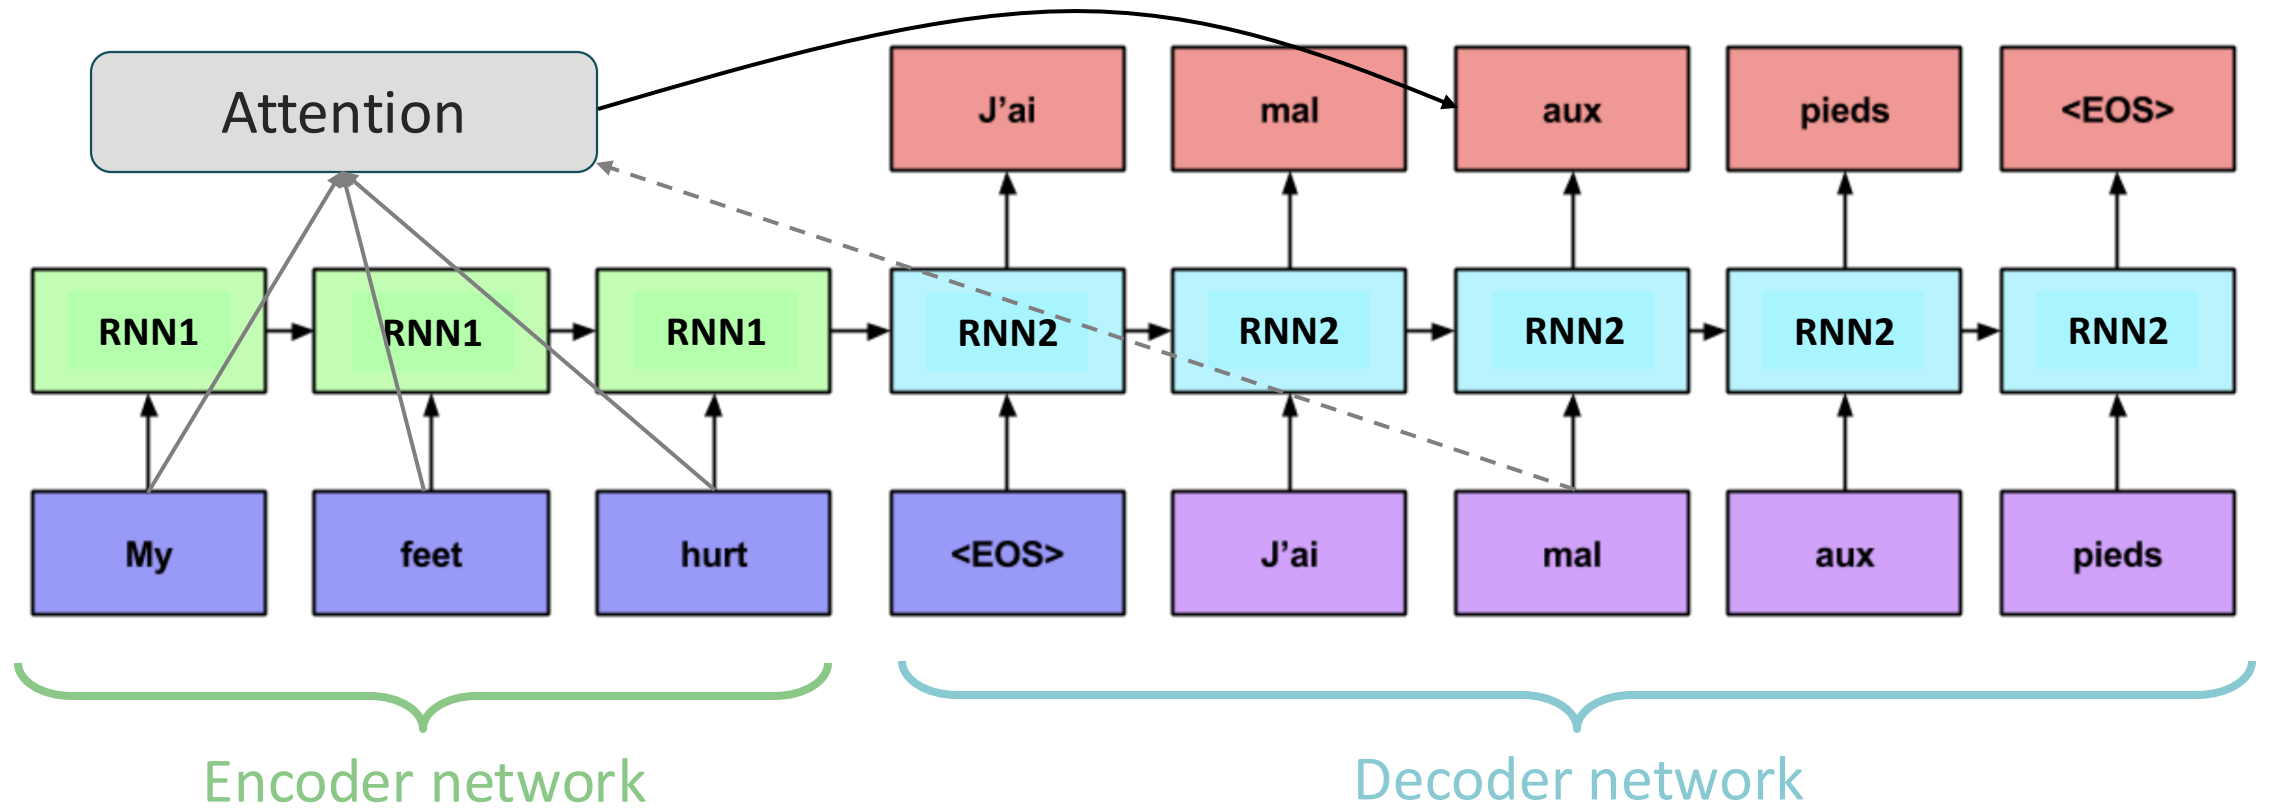 Attention
J’ai mal aux pieds <EOS>
RNN1 RNN1 RNN1 RNN2 RNN2 RNN2 RNN2 RNN2
My feet hurt <EOS> J’ai mal aux pieds
Encoder network Decoder network